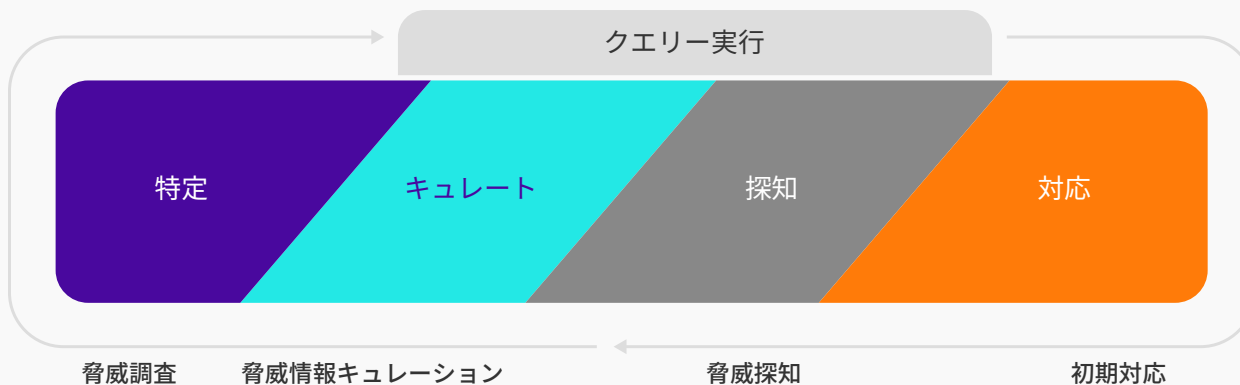 クエリー実行
特定
キュレート
探知
対応
脅威調査
脅威情報キュレーション
脅威探知
初期対応